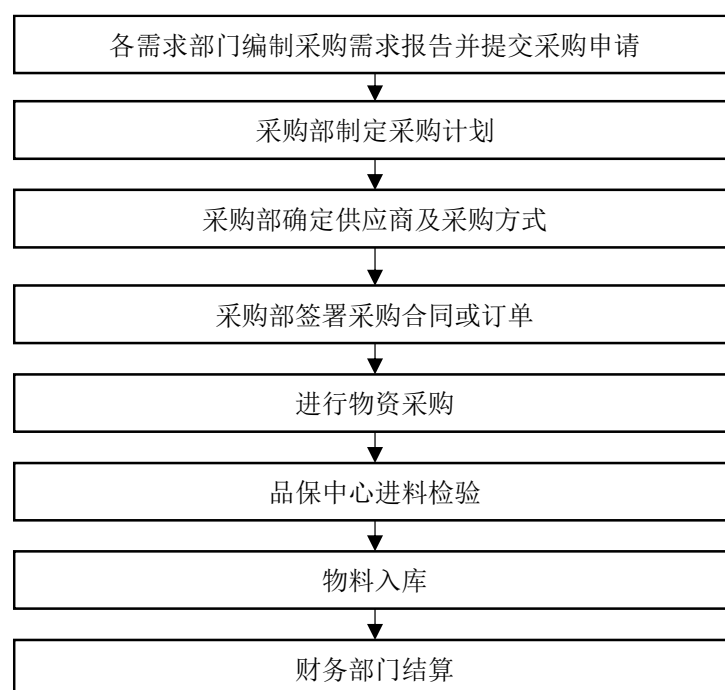 各需求部门编制采购需求报告并提交采购申请
采购部制定采购计划
采购部确定供应商及采购方式
采购部签署采购合同或订单
进行物资采购
品保中心进料检验
物料入库
财务部门结算